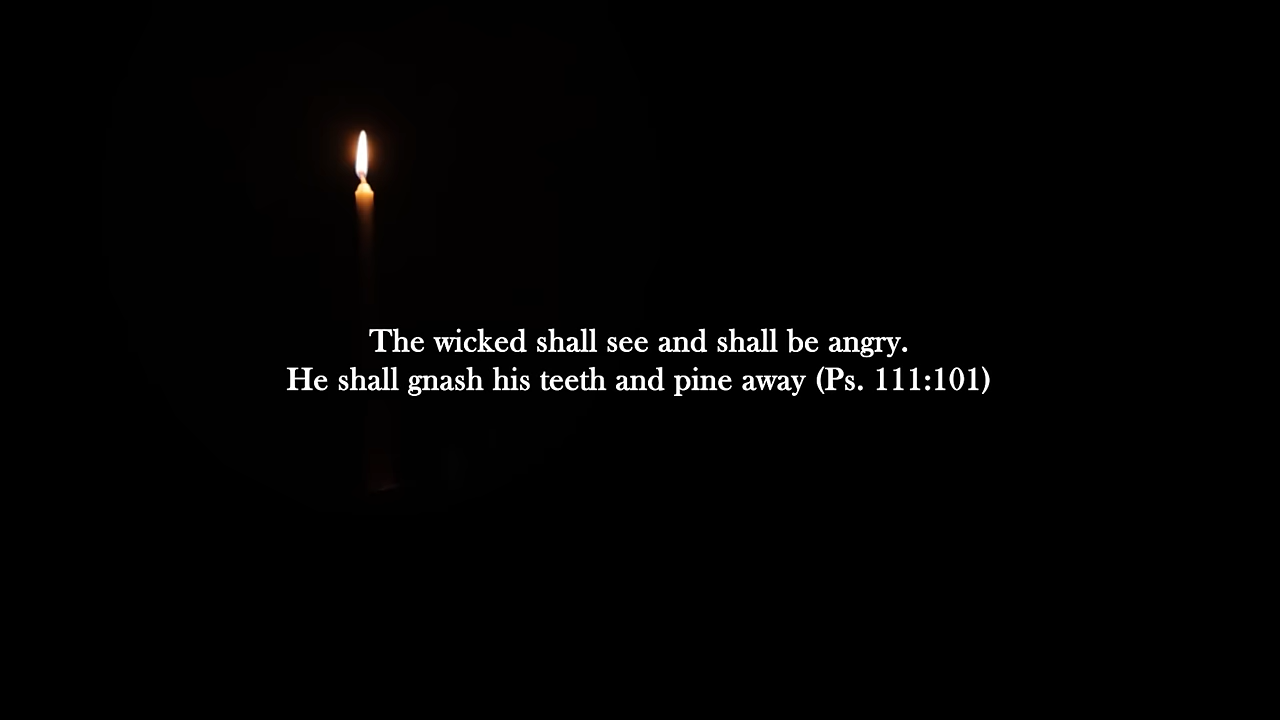 The wicked shall see and shall be angry.
He shall gnash his teeth and pine away (Ps. 111:101)